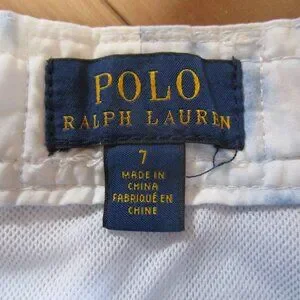 POLO
RALPH LAUREN
7
MADE IN
CHINA
FABRIQUÉ EN
CHINE